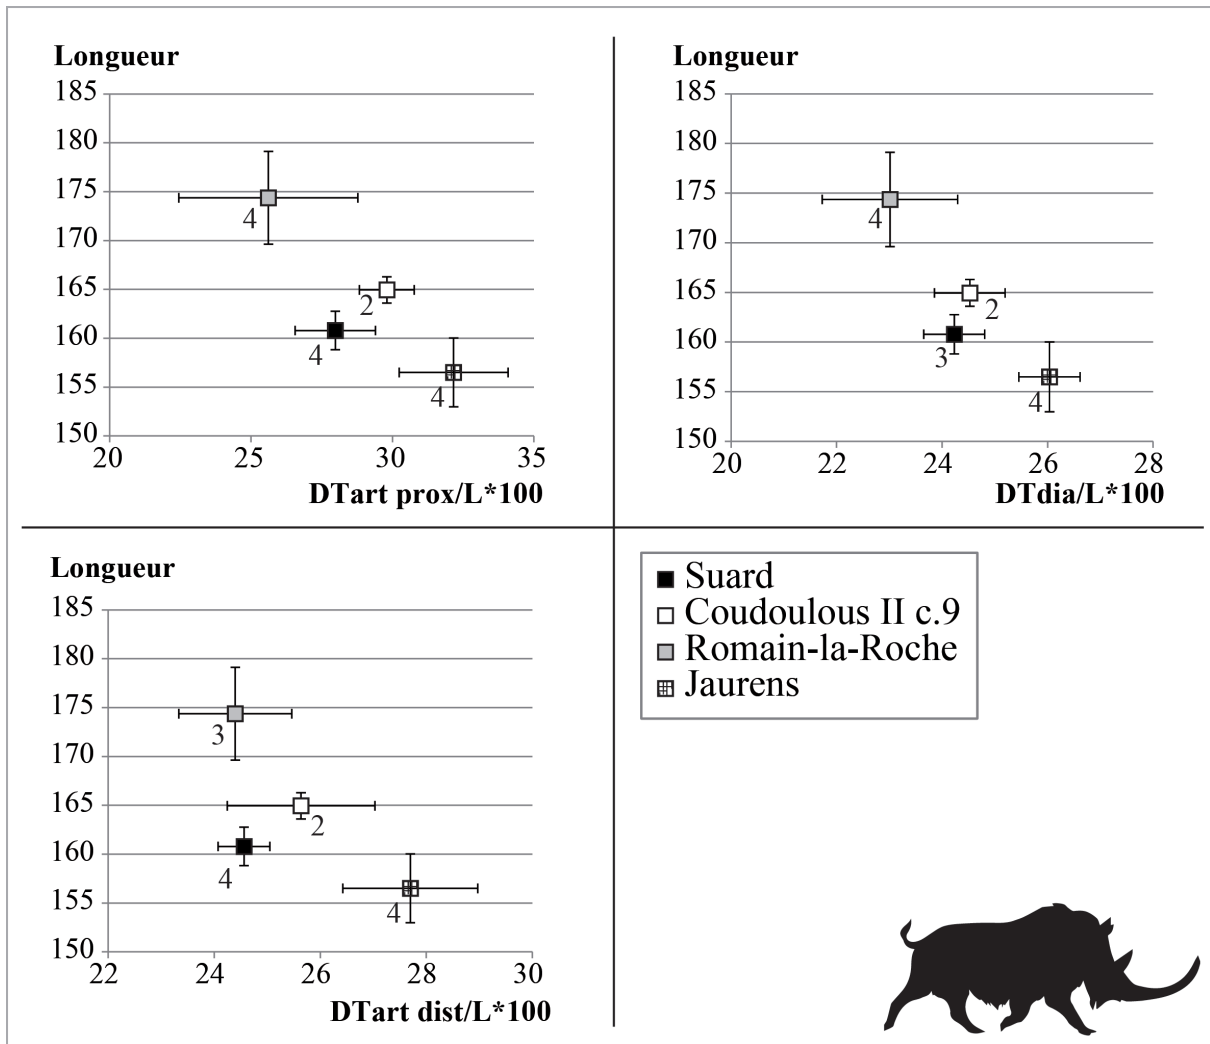 Longueur
185
180
175
170
165
160
155
150
4
2
4
4
20 25 30 35
DTart prox/L*100
Longueur
185
180
175
170
165
160
155
150
4
2
3
4
20 22 24 26 28
DTdia/L*100
Longueur
185
180
175
170
165
160
155
150
3
2
4
4
22 24 26 28 30
DTart dist/L*100
Suard
Coudoulous II c.9
Romain-la-Roche
Jaurens